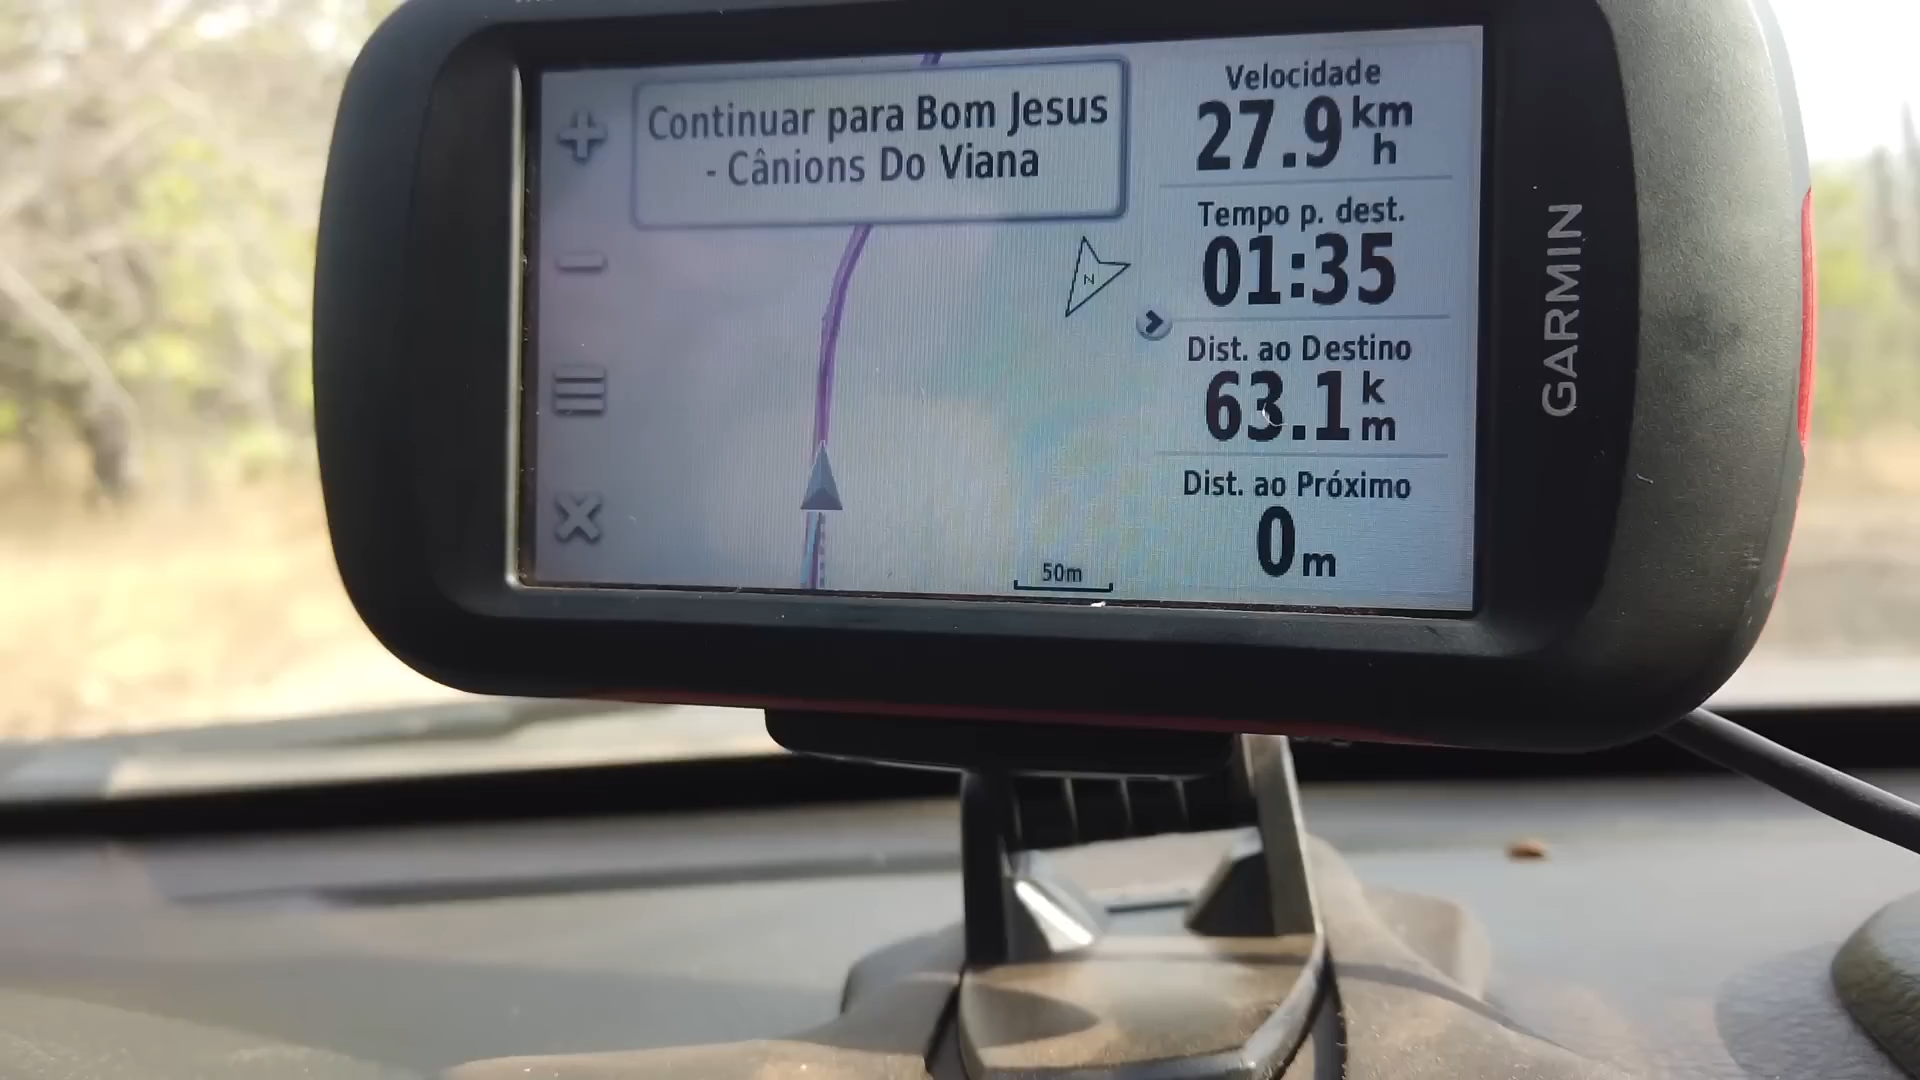 Continuar para Bom Jesus
- Cânions Do Viana
N
50m
Velocidade
27.9 km
h
Tempo p. dest.
01:35
Dist. ao Destino
63.1 k
m
Dist. ao Próximo
0 m
GARMIN